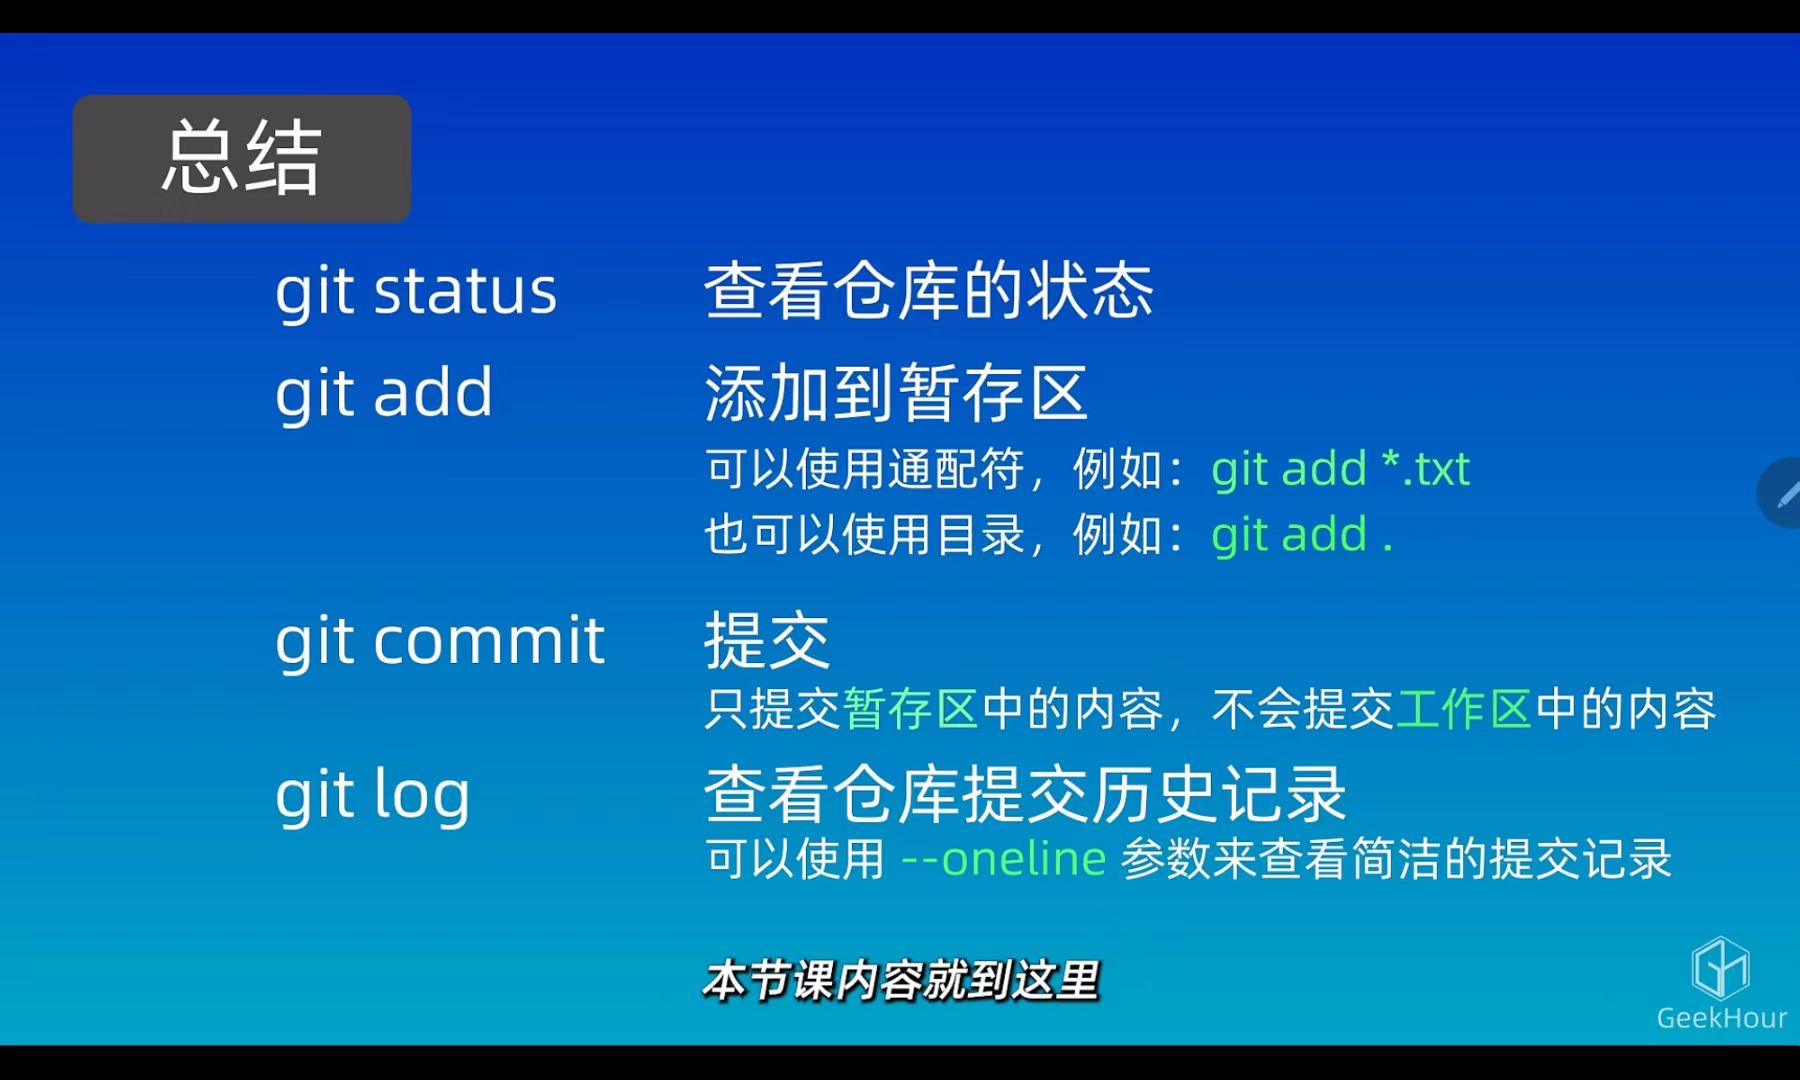 总结
git status 查看仓库的状态
git add 添加到暂存区
可以使用通配符，例如：git add *.txt
也可以使用目录，例如：git add .
git commit 提交
只提交暂存区中的内容，不会提交工作区中的内容
git log 查看仓库提交历史记录
可以使用 --oneline 参数来查看简洁的提交记录
本节课内容就到这里
GeekHour